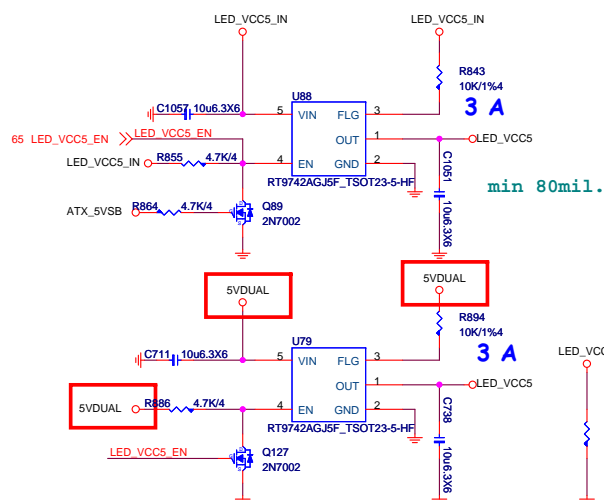 LED_VCC5_IN
LED_VCC5_IN
R843
10K/1%4
3 A
U88
C1057 10u6.3X6
5 VIN FLG 3
OUT 1
LED_VCC5
65 LED_VCC5_EN
LED_VCC5_EN
LED_VCC5_IN
R855 4.7K/4
4 EN GND 2
RT9742AGJ5F_TSOT23-5-HF
C1051
10u6.3X6
min 80mil.
ATX_5VSB
R864 4.7K/4
Q89
2N7002
5VDUAL
5VDUAL
R894
10K/1%4
3 A
U79
C711 10u6.3X6
5 VIN FLG 3
OUT 1
LED_VCC5
LED_VCC
5VDUAL
R886 4.7K/4
4 EN GND 2
RT9742AGJ5F_TSOT23-5-HF
C738
10u6.3X6
LED_VCC5_EN
Q127
2N7002